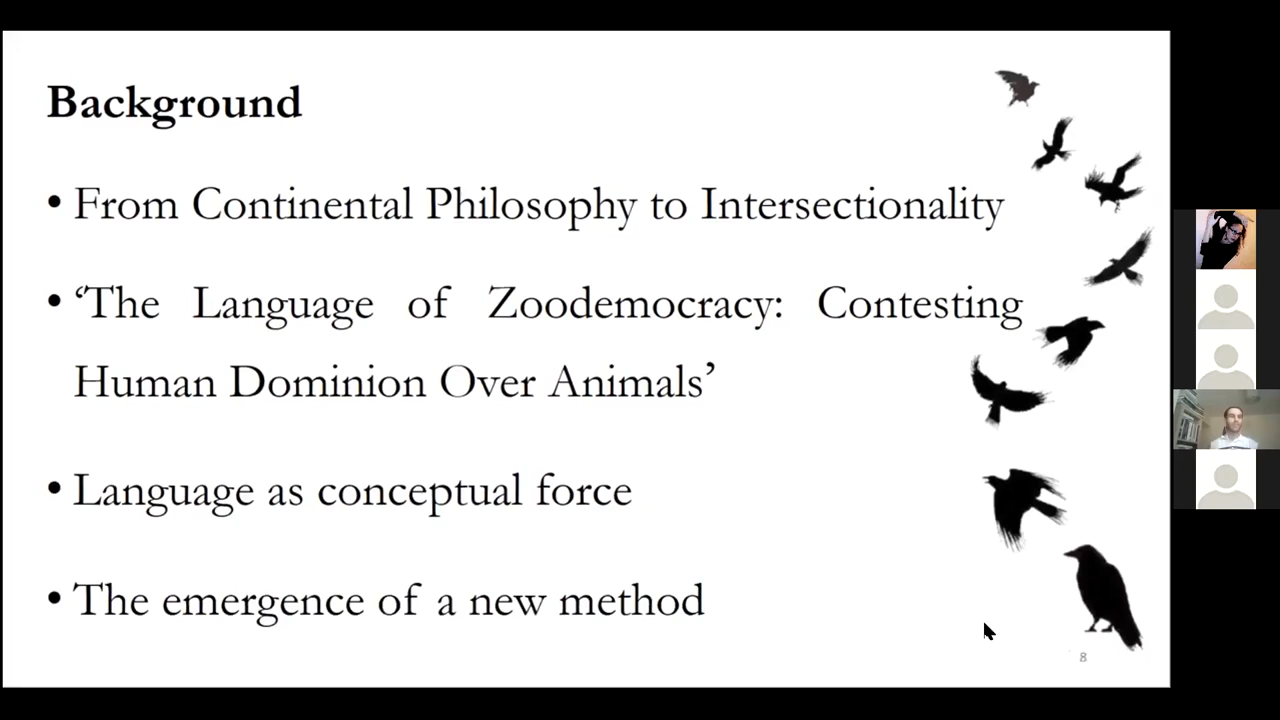 Background
• From Continental Philosophy to Intersectionality
• ‘The Language of Zoodemocracy: Contesting
Human Dominion Over Animals’
• Language as conceptual force
• The emergence of a new method
8